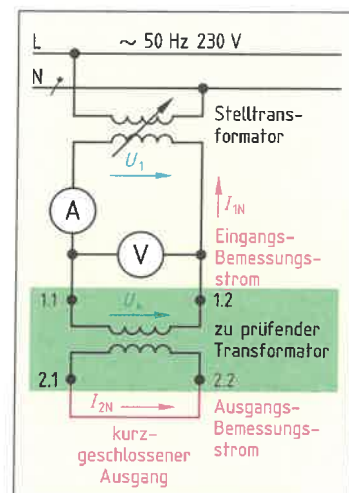 L ~ 50 Hz 230 V
N
Stelltrans-
formator
U₁
A
I₁N
V
Eingangs-
Bemessungs-
strom
1.1
1.2
zu prüfender
Transformator
2.1
2.2
I₂N
Ausgangs-
Bemessungs-
strom
kurz-
geschlossener
Ausgang